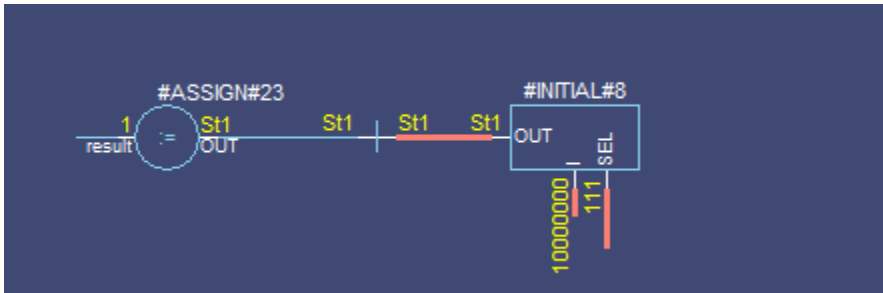 #ASSIGN#23
#INITIAL#8
1
St1
St1
St1
St1
result
:=
OUT
OUT
I
SEL
10000000
111